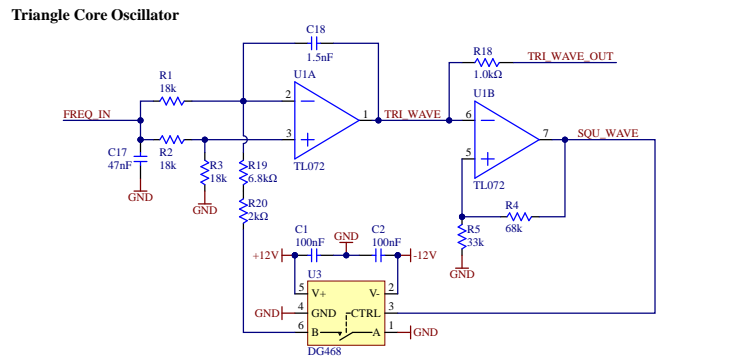 Triangle Core Oscillator
C18
1.5nF
R18
1.0kΩ
TRI_WAVE_OUT
R1
18k
U1A
U1B
2
3
1
TRI_WAVE
6
5
7
SQU_WAVE
FREQ_IN
C17
47nF
R2
18k
R3
18k
R19
6.8kΩ
TL072
TL072
GND
GND
R20
2kΩ
R4
68k
R5
33k
GND
C1
100nF
GND
C2
100nF
+12V
-12V
U3
5
V+
V-
2
GND
4
GND
CTRL
3
6
B
A
1
GND
DG468